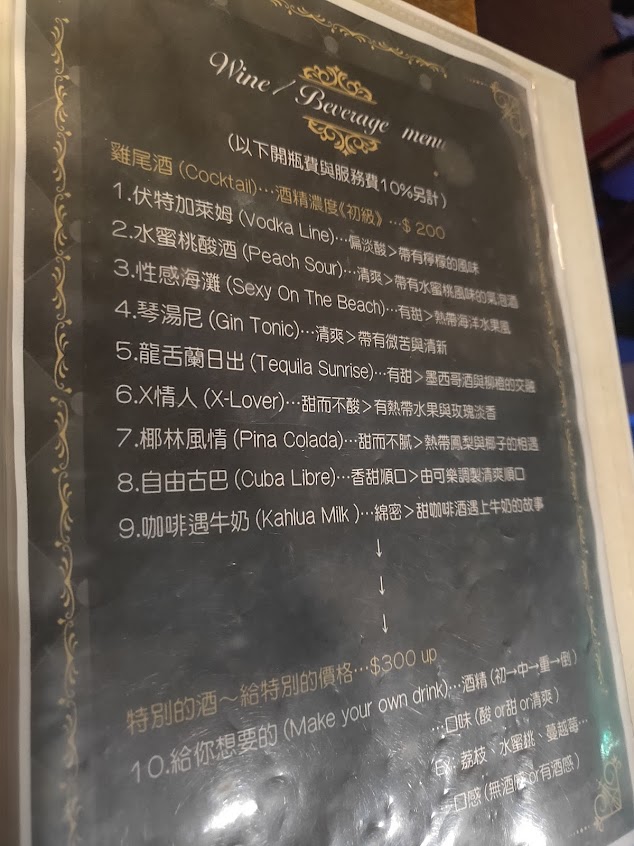 Wine / Beverage menu
(以下開瓶費與服務費10%另計)
雞尾酒 (Cocktail)…酒精濃度《初級》…$ 200
1.伏特加萊姆 (Vodka Line)…偏淡酸>帶有檸檬的風味
2.水蜜桃酸酒 (Peach Sour)…清爽>帶有水蜜桃風味的氣泡酒
3.性感海灘 (Sexy On The Beach)…有甜>熱帶海洋水果風
4.琴湯尼 (Gin Tonic)…清爽>帶有微苦與清新
5.龍舌蘭日出 (Tequila Sunrise)…有甜>墨西哥酒與柳橙的交融
6.X情人 (X-Lover)…甜而不酸>有熱帶水果與玫瑰淡香
7.椰林風情 (Pina Colada)…甜而不膩>熱帶鳳梨與椰子的相遇
8.自由古巴 (Cuba Libre)…香甜順口>由可樂調製清爽順口
9.咖啡遇牛奶 (Kahlua Milk )…綿密>甜咖啡酒遇上牛奶的故事
↓
↓
↓
特別的酒～給特別的價格…$300 up
10.給你想要的 (Make your own drink)…酒精 (初→中→重→倒)
…口味 (酸 or甜 or清爽)
Ex: 荔枝、水蜜桃、蔓越莓…
…口感 (無酒感 or有酒感)